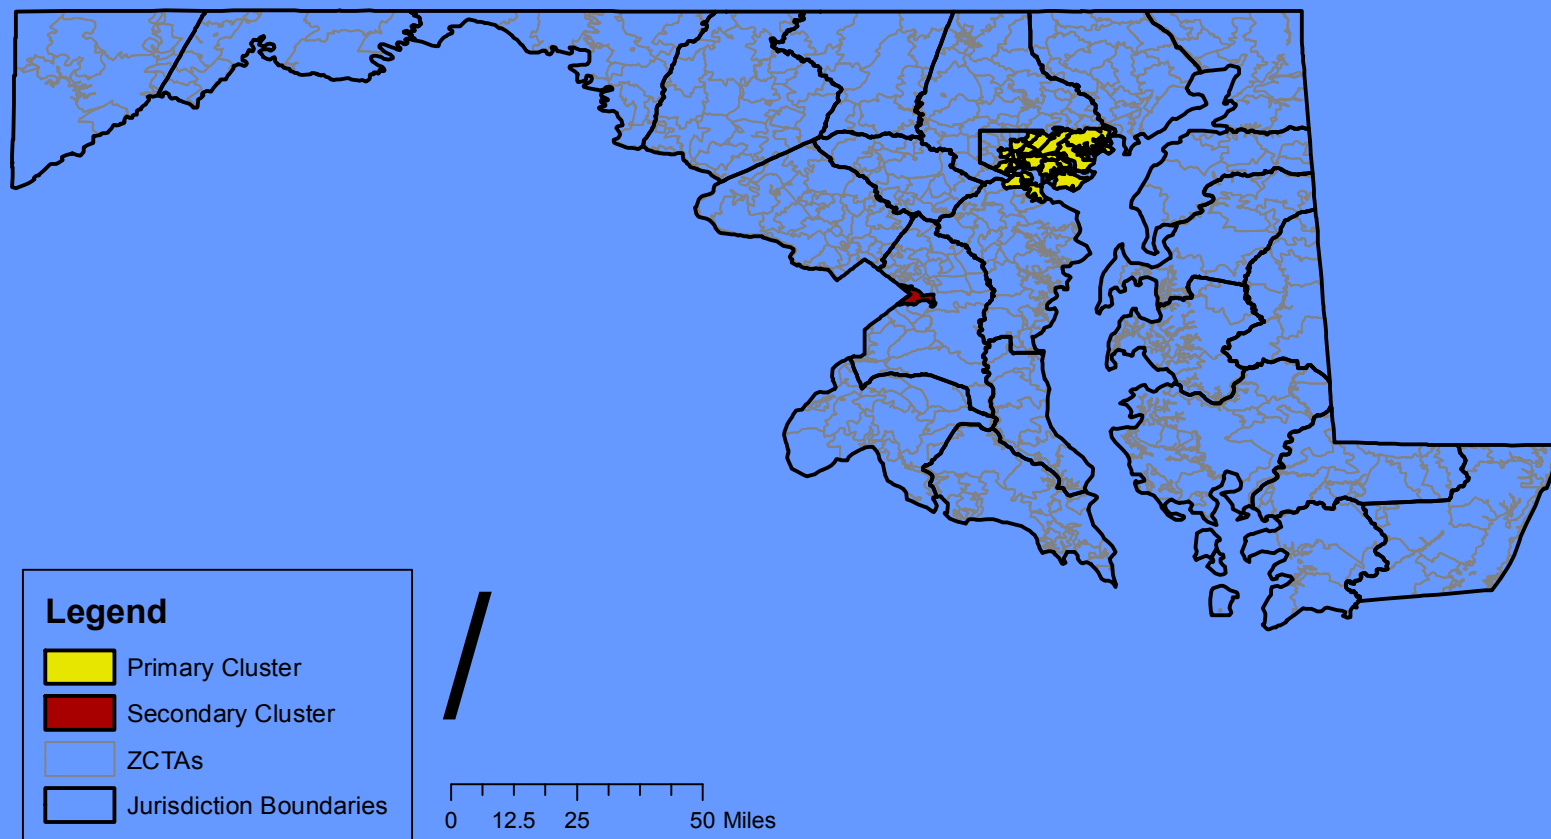 Legend
Primary Cluster
Secondary Cluster
ZCTAs
Jurisdiction Boundaries
0 12.5 25 50 Miles